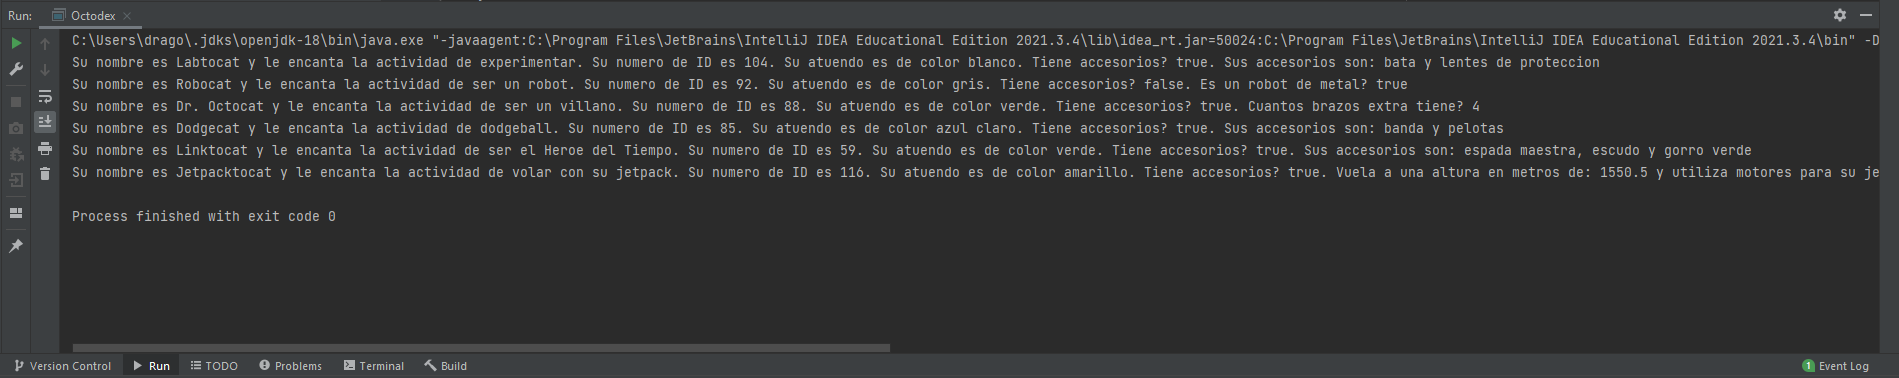 Run: Octodex
C:\Users\drago\.jdks\openjdk-18\bin\java.exe "-javaagent:C:\Program Files\JetBrains\IntelliJ IDEA Educational Edition 2021.3.4\lib\idea_rt.jar=50024:C:\Program Files\JetBrains\IntelliJ IDEA Educational Edition 2021.3.4\bin" -D
Su nombre es Labtocat y le encanta la actividad de experimentar. Su numero de ID es 104. Su atuendo es de color blanco. Tiene accesorios? true. Sus accesorios son: bata y lentes de proteccion
Su nombre es Robocat y le encanta la actividad de ser un robot. Su numero de ID es 92. Su atuendo es de color gris. Tiene accesorios? false. Es un robot de metal? true
Su nombre es Dr. Octocat y le encanta la actividad de ser un villano. Su numero de ID es 88. Su atuendo es de color verde. Tiene accesorios? true. Cuantos brazos extra tiene? 4
Su nombre es Dodgecat y le encanta la actividad de dodgeball. Su numero de ID es 85. Su atuendo es de color azul claro. Tiene accesorios? true. Sus accesorios son: banda y pelotas
Su nombre es Linktocat y le encanta la actividad de ser el Heroe del Tiempo. Su numero de ID es 59. Su atuendo es de color verde. Tiene accesorios? true. Sus accesorios son: espada maestra, escudo y gorro verde
Su nombre es Jetpacktocat y le encanta la actividad de volar con su jetpack. Su numero de ID es 116. Su atuendo es de color amarillo. Tiene accesorios? true. Vuela a una altura en metros de: 1550.5 y utiliza motores para su je
Process finished with exit code 0
Version Control Run TODO Problems Terminal Build 1 Event Log